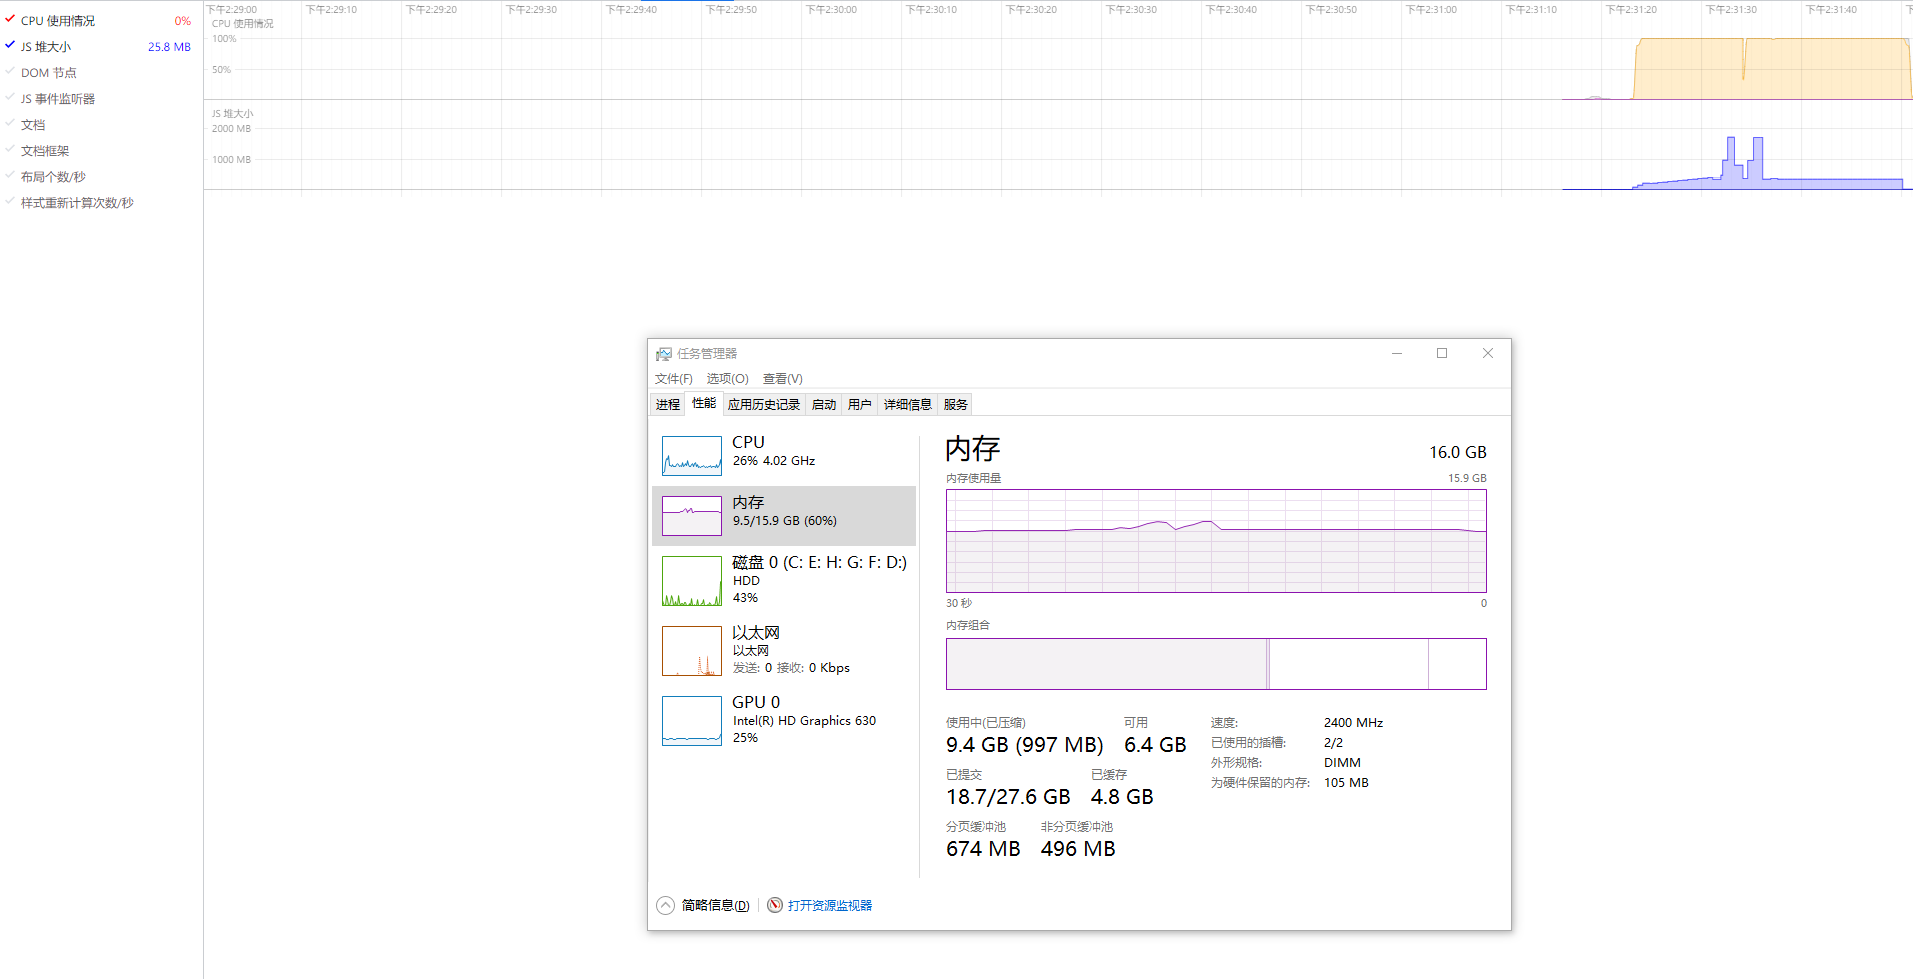 下午2:29:00 下午2:29:10 下午2:29:20 下午2:29:30 下午2:29:40 下午2:29:50 下午2:30:00 下午2:30:10 下午2:30:20 下午2:30:30 下午2:30:40 下午2:30:50 下午2:31:00 下午2:31:10 下午2:31:20 下午2:31:30 下午2:31:40
CPU 使用情况 0%
JS 堆大小 25.8 MB
DOM 节点
JS 事件监听器
文档
文档框架
布局个数/秒
样式重新计算次数/秒
CPU 使用情况
100%
50%
JS 堆大小
2000 MB
1000 MB
任务管理器
文件(F) 选项(O) 查看(V)
进程 性能 应用历史记录 启动 用户 详细信息 服务
CPU
26% 4.02 GHz
内存
9.5/15.9 GB (60%)
磁盘 0 (C: E: H: G: F: D:)
HDD
43%
以太网
以太网
发送: 0 接收: 0 Kbps
GPU 0
Intel(R) HD Graphics 630
25%
内存 16.0 GB
内存使用量 15.9 GB
30 秒 0
内存组合
使用中(已压缩) 可用
9.4 GB (997 MB) 6.4 GB
已提交 已缓存
18.7/27.6 GB 4.8 GB
分页缓冲池 非分页缓冲池
674 MB 496 MB
速度: 2400 MHz
已使用的插槽: 2/2
外形规格: DIMM
为硬件保留的内存: 105 MB
简略信息(D) 打开资源监视器